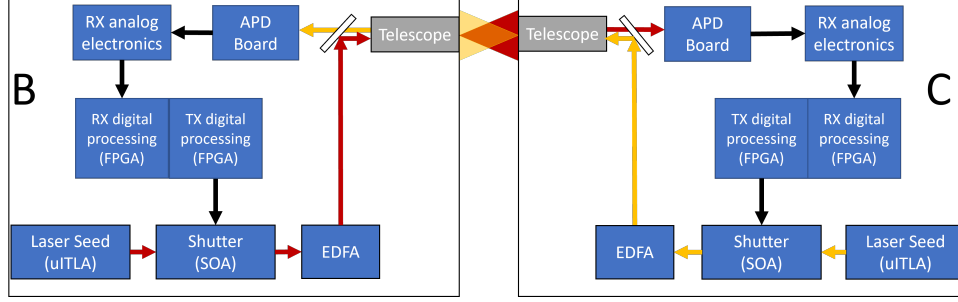 B
RX analog
electronics
APD
Board
Telescope
RX digital
processing
(FPGA)
TX digital
processing
(FPGA)
Laser Seed
(uITLA)
Shutter
(SOA)
EDFA
C
Telescope
APD
Board
RX analog
electronics
TX digital
processing
(FPGA)
RX digital
processing
(FPGA)
EDFA
Shutter
(SOA)
Laser Seed
(uITLA)